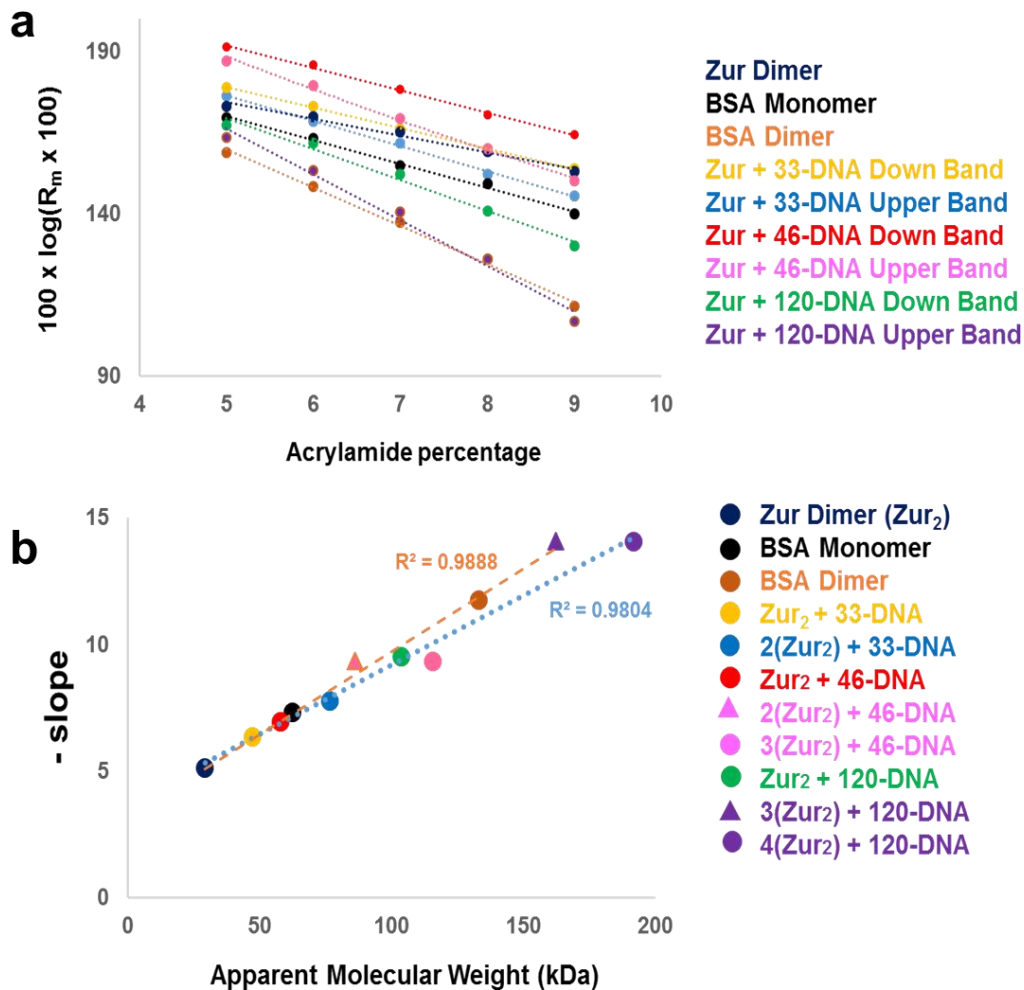 a
190
140
90
4
5
6
7
8
9
10
100 x log(Rm x 100)
Acrylamide percentage
Zur Dimer
BSA Monomer
BSA Dimer
Zur + 33-DNA Down Band
Zur + 33-DNA Upper Band
Zur + 46-DNA Down Band
Zur + 46-DNA Upper Band
Zur + 120-DNA Down Band
Zur + 120-DNA Upper Band
b
15
10
5
0
0
50
100
150
200
- slope
Apparent Molecular Weight (kDa)
R² = 0.9888
R² = 0.9804
Zur Dimer (Zur₂)
BSA Monomer
BSA Dimer
Zur₂ + 33-DNA
2(Zur₂) + 33-DNA
Zur₂ + 46-DNA
2(Zur₂) + 46-DNA
3(Zur₂) + 46-DNA
Zur₂ + 120-DNA
3(Zur₂) + 120-DNA
4(Zur₂) + 120-DNA